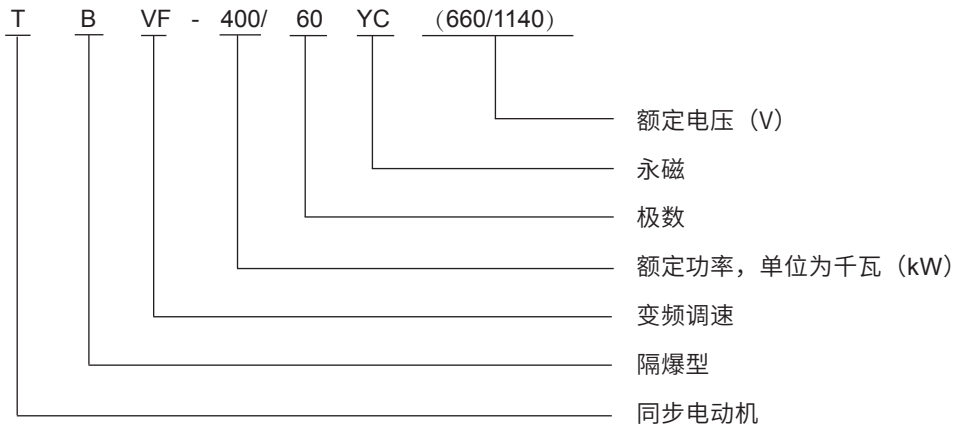 T B VF - 400/ 60 YC （660/1140）
额定电压（V）
永磁
极数
额定功率，单位为千瓦（kW）
变频调速
隔爆型
同步电动机